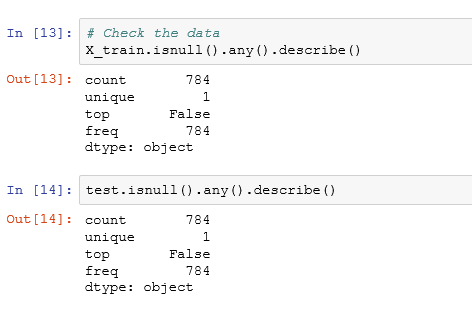 In [13]: # Check the data
X_train.isnull().any().describe()
Out[13]: count 784
unique 1
top False
freq 784
dtype: object
In [14]: test.isnull().any().describe()
Out[14]: count 784
unique 1
top False
freq 784
dtype: object